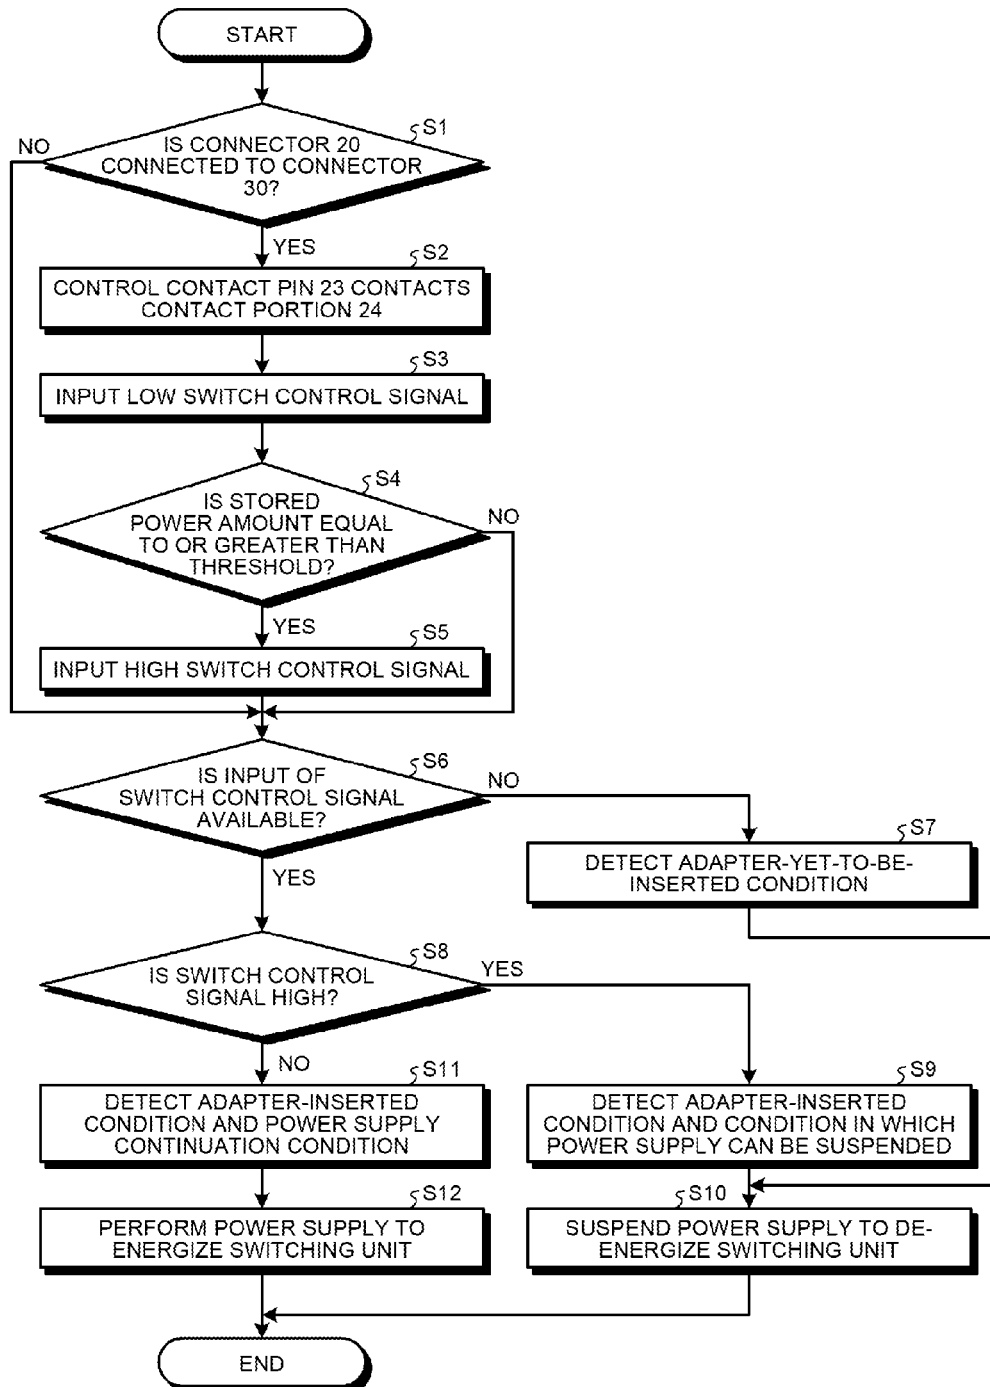 START
S1
NO
IS CONNECTOR 20
CONNECTED TO CONNECTOR
30?
YES
S2
CONTROL CONTACT PIN 23 CONTACTS
CONTACT PORTION 24
S3
INPUT LOW SWITCH CONTROL SIGNAL
S4
IS STORED
POWER AMOUNT EQUAL
TO OR GREATER THAN
THRESHOLD?
NO
YES
S5
INPUT HIGH SWITCH CONTROL SIGNAL
S6
IS INPUT OF
SWITCH CONTROL SIGNAL
AVAILABLE?
NO
YES
S7
DETECT ADAPTER-YET-TO-BE-
INSERTED CONDITION
S8
IS SWITCH CONTROL
SIGNAL HIGH?
YES
NO
S11
DETECT ADAPTER-INSERTED
CONDITION AND POWER SUPPLY
CONTINUATION CONDITION
S9
DETECT ADAPTER-INSERTED
CONDITION AND CONDITION IN WHICH
POWER SUPPLY CAN BE SUSPENDED
S12
PERFORM POWER SUPPLY TO
ENERGIZE SWITCHING UNIT
S10
SUSPEND POWER SUPPLY TO DE-
ENERGIZE SWITCHING UNIT
END